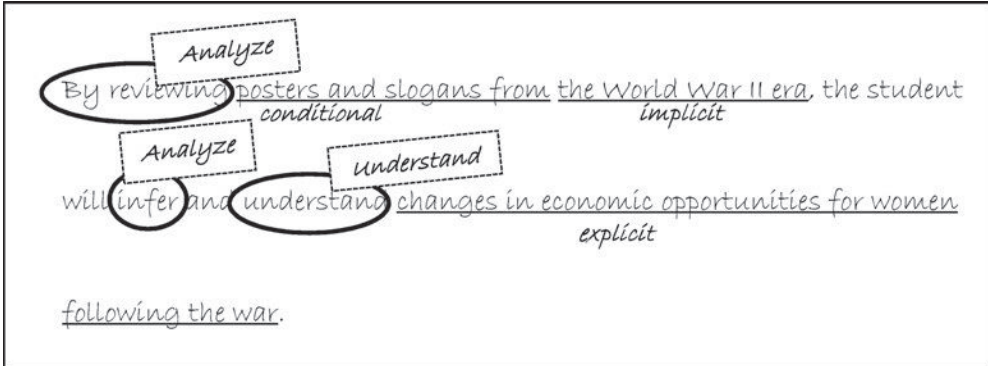 Analyze
By reviewing posters and slogans from the World War II era, the student
conditional implicit
Analyze Understand
will infer and understand changes in economic opportunities for women
explicit
following the war.